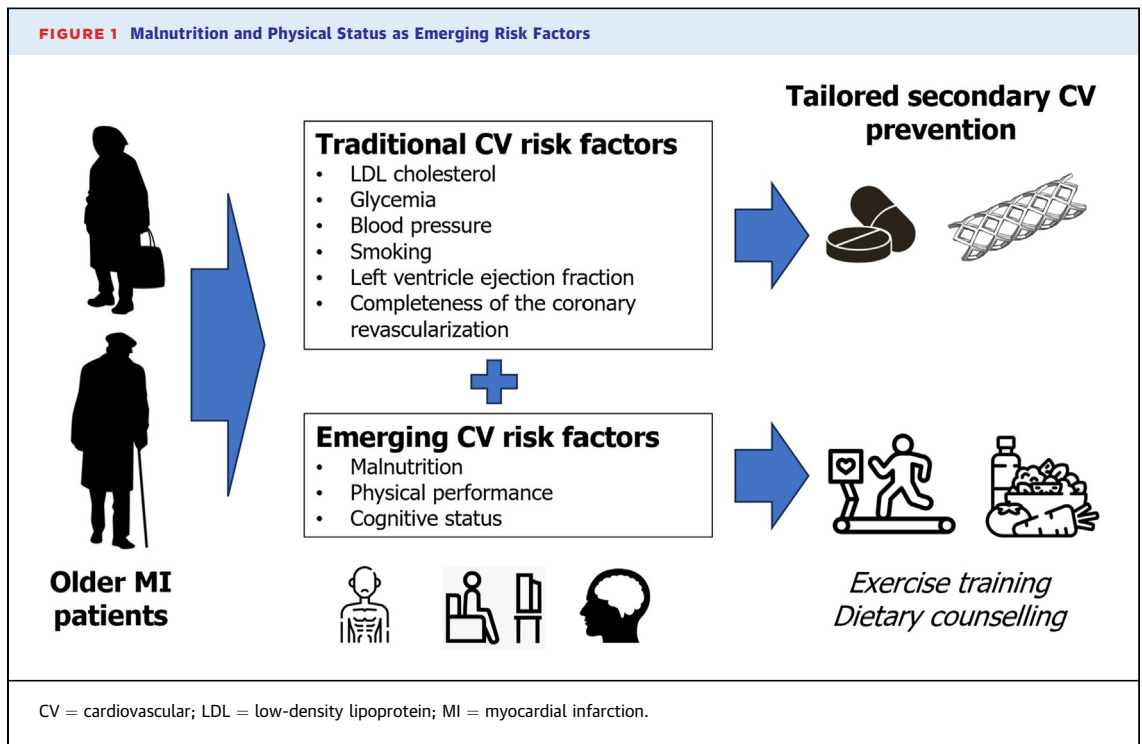 FIGURE 1 Malnutrition and Physical Status as Emerging Risk Factors
Older MI
patients
Traditional CV risk factors
• LDL cholesterol
• Glycemia
• Blood pressure
• Smoking
• Left ventricle ejection fraction
• Completeness of the coronary
revascularization
Emerging CV risk factors
• Malnutrition
• Physical performance
• Cognitive status
Tailored secondary CV
prevention
Exercise training
Dietary counselling
CV = cardiovascular; LDL = low-density lipoprotein; MI = myocardial infarction.